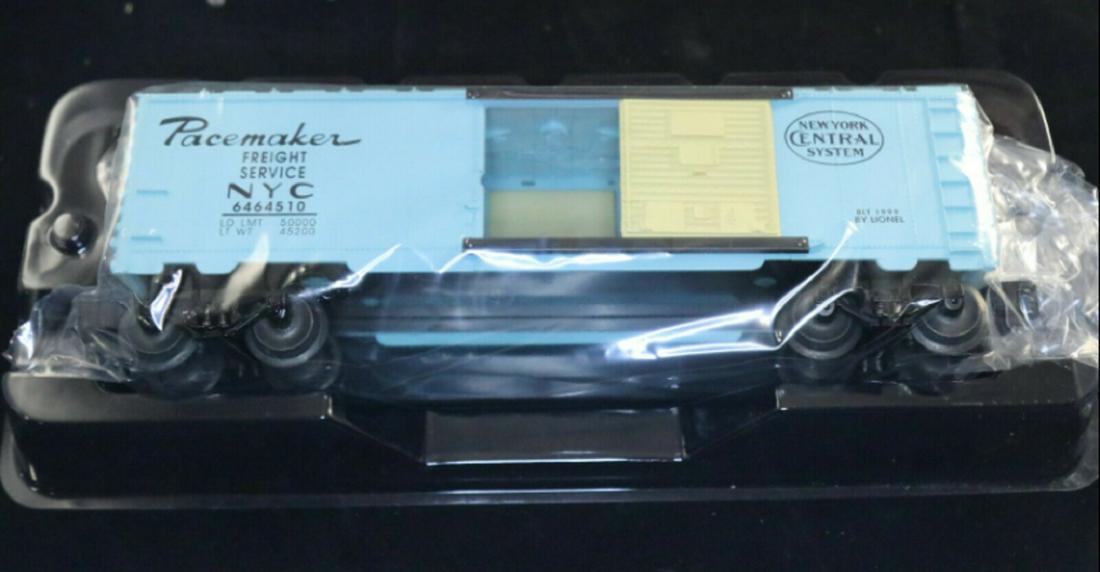 Pacemaker
FREIGHT
SERVICE
NYC
6464510
LD LMT 50000
LT WT 45200
NEW YORK
CENTRAL
SYSTEM
BLT 1999
BY LIONEL